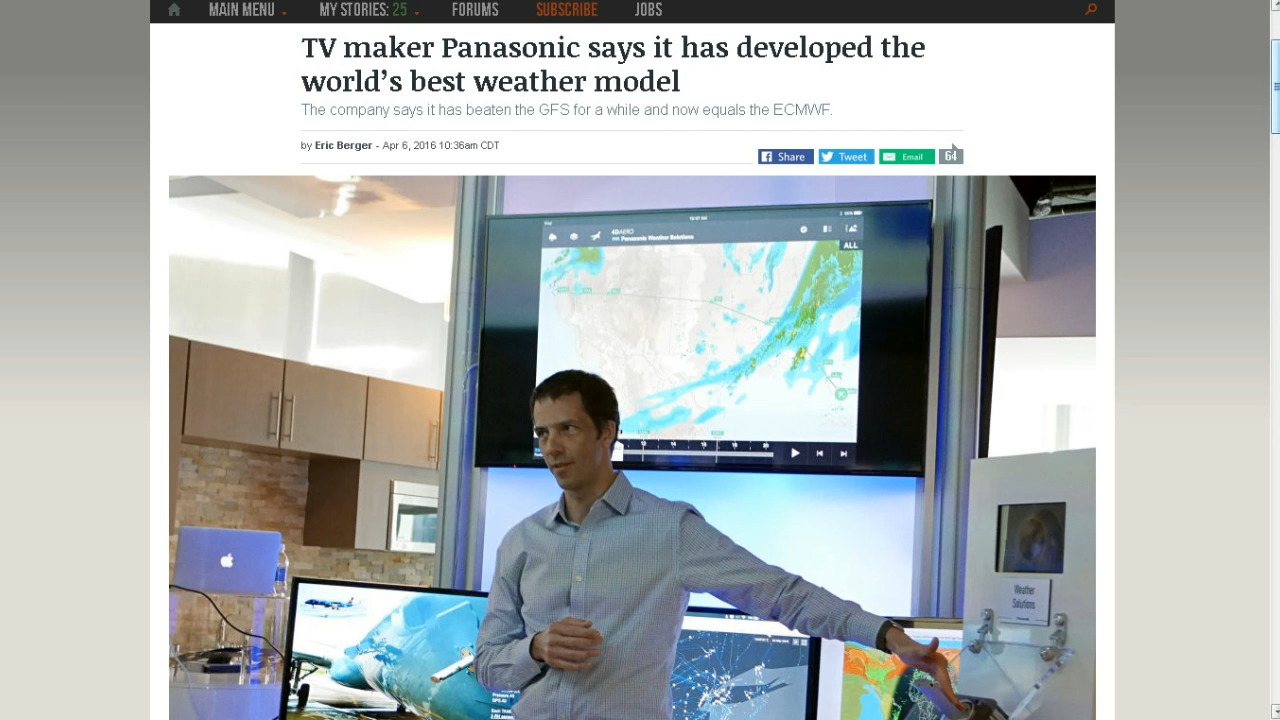 MAIN MENU
MY STORIES: 25
FORUMS
SUBSCRIBE
JOBS
TV maker Panasonic says it has developed the
world’s best weather model
The company says it has beaten the GFS for a while and now equals the ECMWF.
by Eric Berger - Apr 6, 2016 10:36am CDT
Share
Tweet
Email
64
Panasonic Weather Solutions
ALL
Weather
Solutions